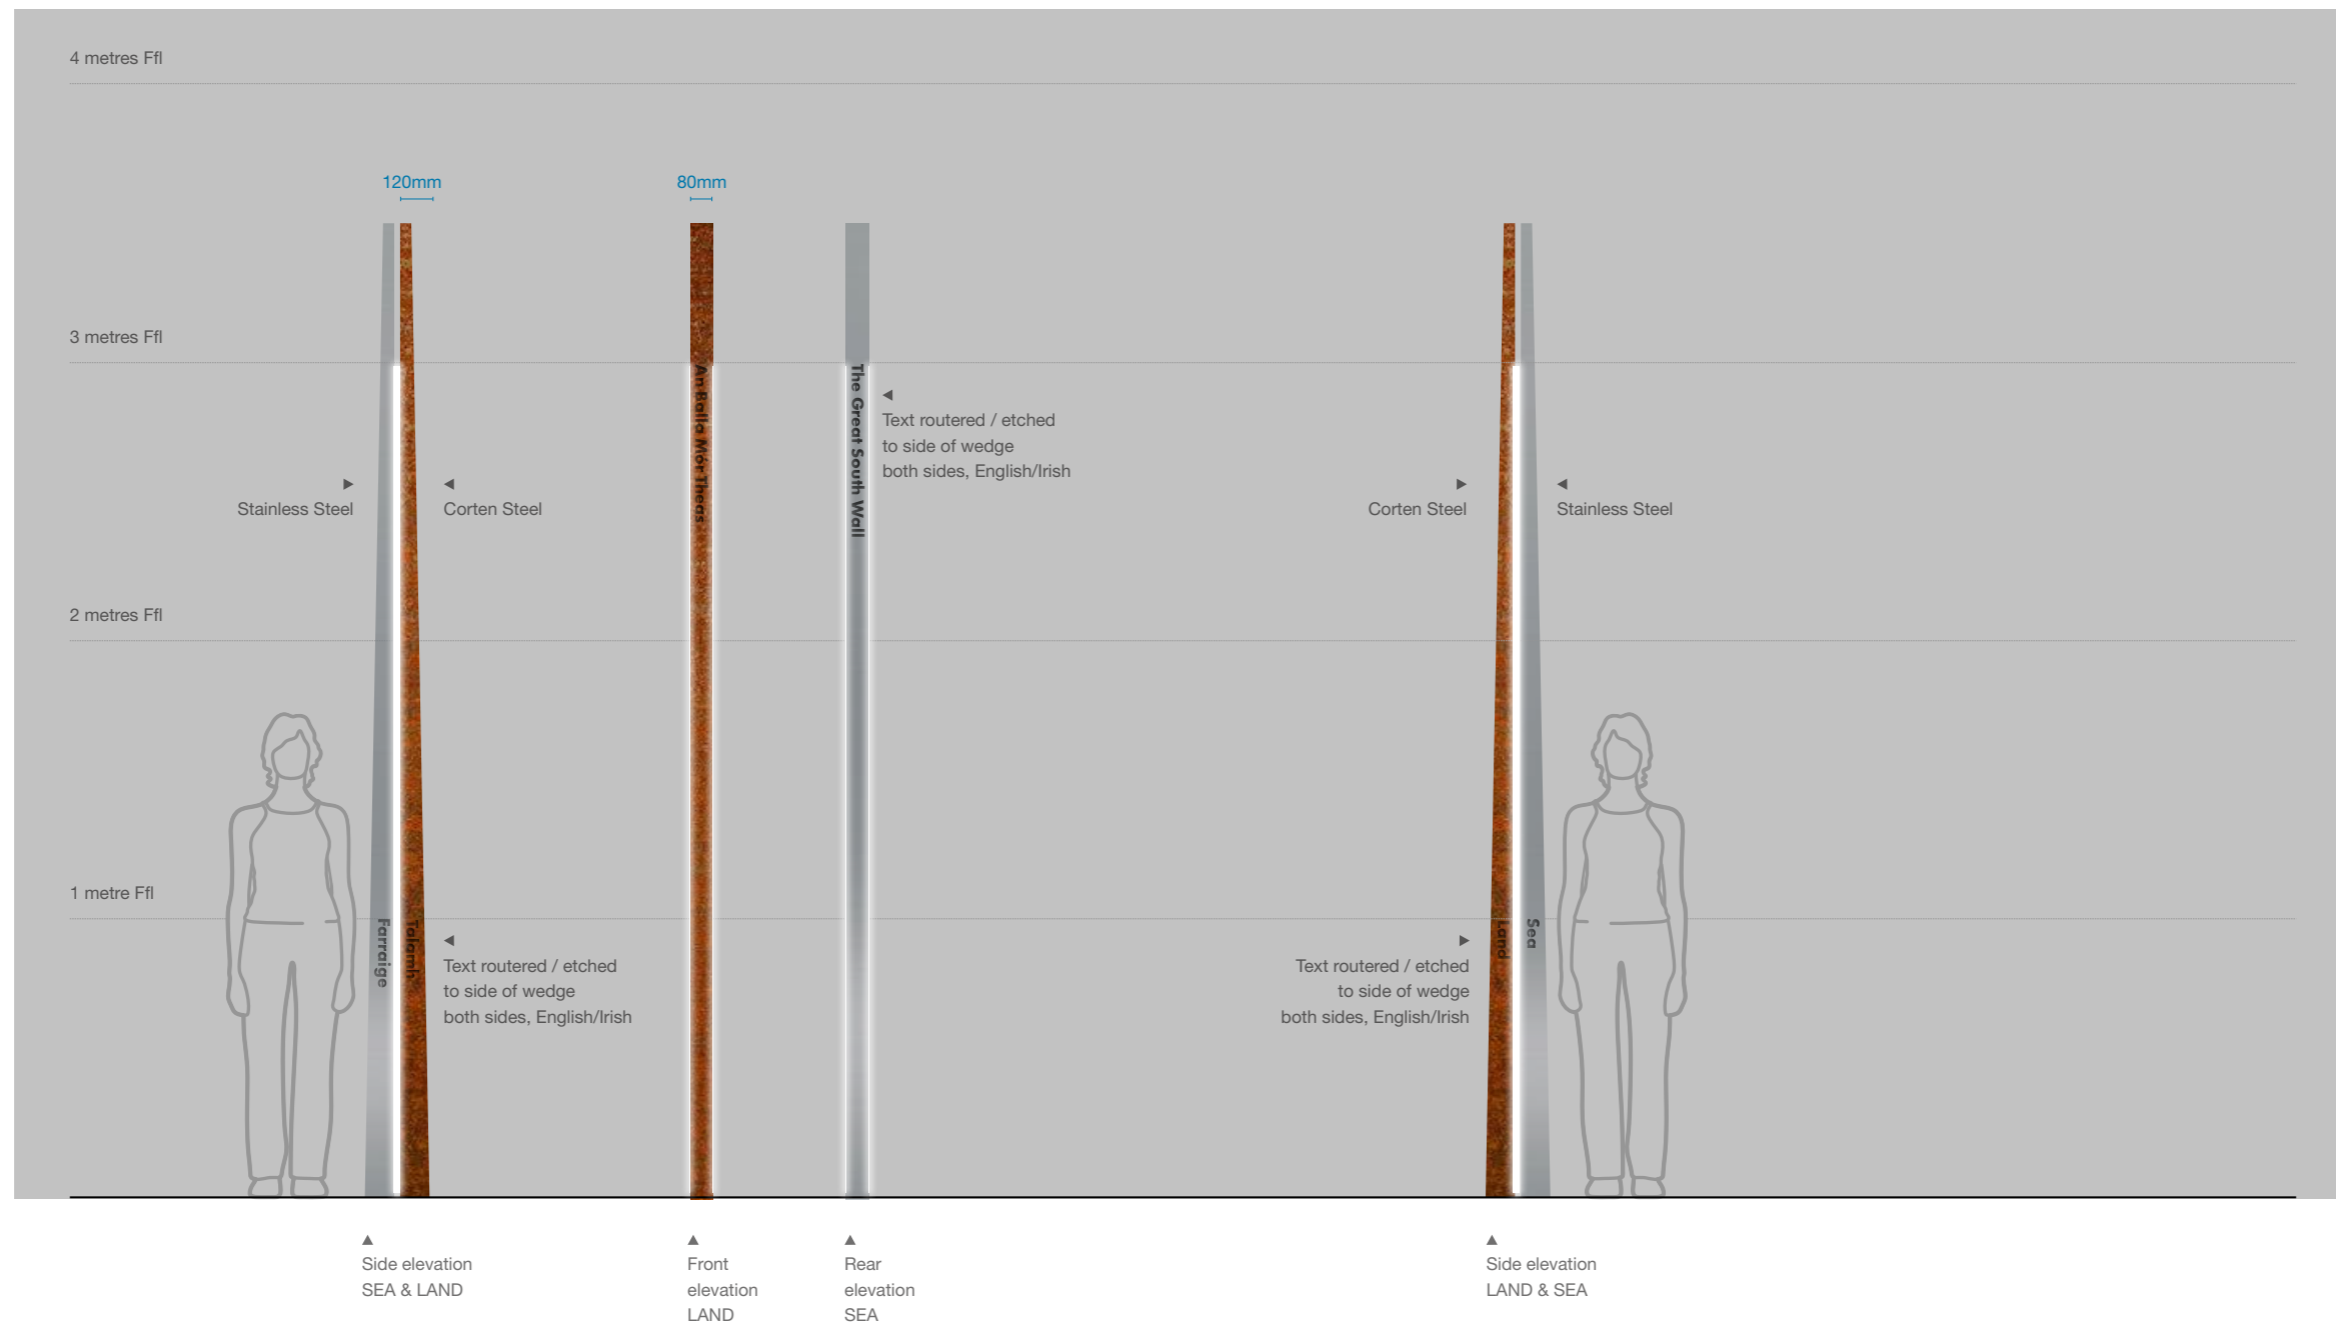 4 metres Ffl
120mm
80mm
3 metres Ffl
An Balla Mór Theas
The Great South Wall
Text routered / etched
to side of wedge
both sides, English/Irish
Stainless Steel
Corten Steel
Corten Steel
Stainless Steel
2 metres Ffl
1 metre Ffl
Farraige
Talamh
Text routered / etched
to side of wedge
both sides, English/Irish
Text routered / etched
to side of wedge
both sides, English/Irish
Land
Sea
Side elevation
SEA & LAND
Front
elevation
LAND
Rear
elevation
SEA
Side elevation
LAND & SEA